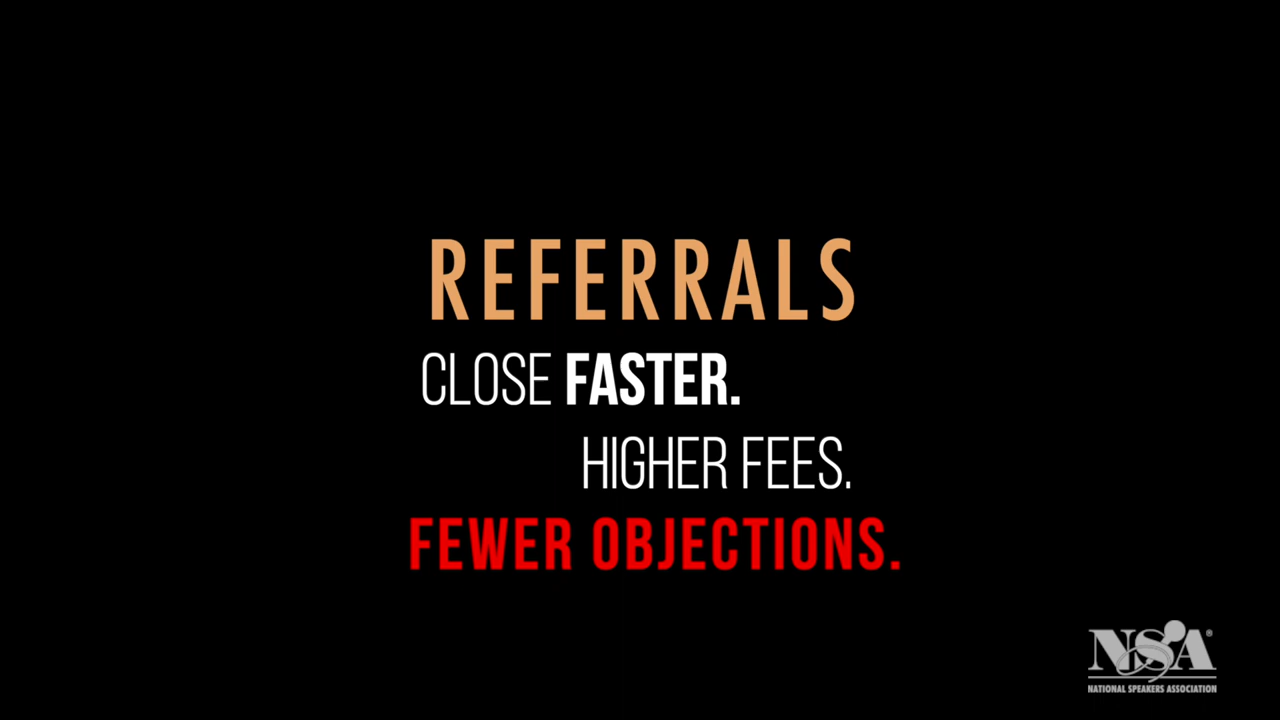 REFERRALS
CLOSE FASTER.
HIGHER FEES.
FEWER OBJECTIONS.
NSA®
NATIONAL SPEAKERS ASSOCIATION